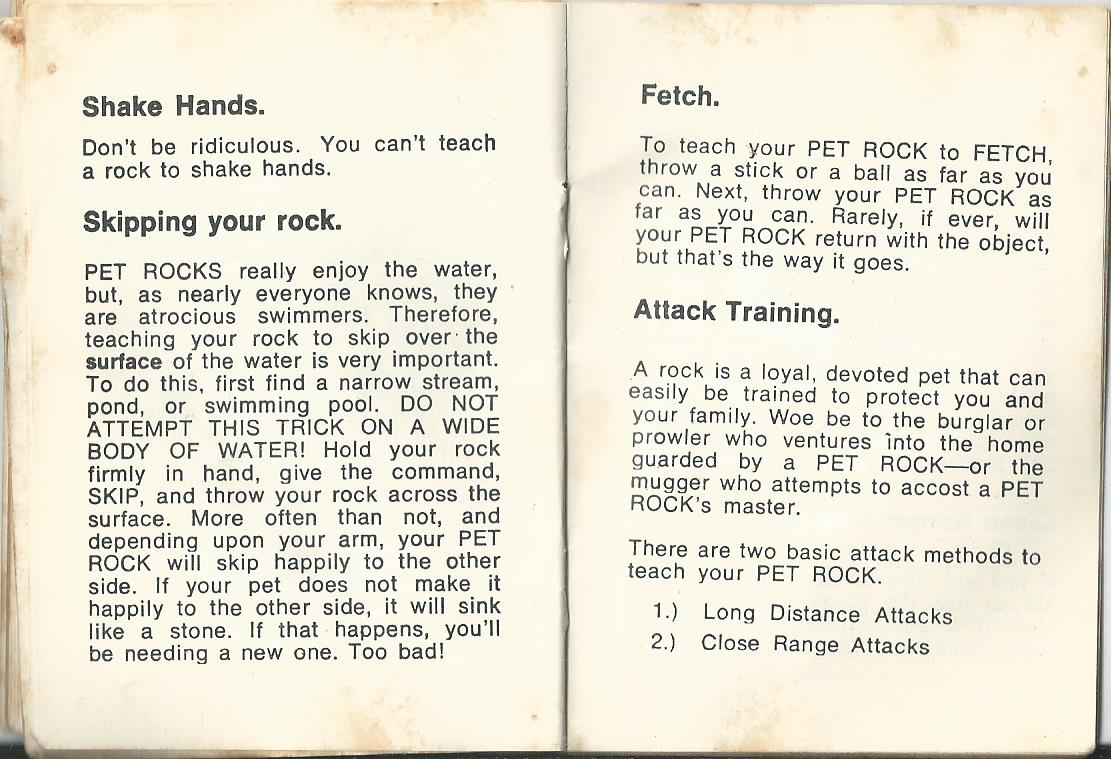 Shake Hands.
Don't be ridiculous. You can't teach
a rock to shake hands.
Skipping your rock.
PET ROCKS really enjoy the water,
but, as nearly everyone knows, they
are atrocious swimmers. Therefore,
teaching your rock to skip over the
surface of the water is very important.
To do this, first find a narrow stream,
pond, or swimming pool. DO NOT
ATTEMPT THIS TRICK ON A WIDE
BODY OF WATER! Hold your rock
firmly in hand, give the command,
SKIP, and throw your rock across the
surface. More often than not, and
depending upon your arm, your PET
ROCK will skip happily to the other
side. If your pet does not make it
happily to the other side, it will sink
like a stone. If that happens, you'll
be needing a new one. Too bad!
Fetch.
To teach your PET ROCK to FETCH,
throw a stick or a ball as far as you
can. Next, throw your PET ROCK as
far as you can. Rarely, if ever, will
your PET ROCK return with the object,
but that's the way it goes.
Attack Training.
A rock is a loyal, devoted pet that can
easily be trained to protect you and
your family. Woe be to the burglar or
prowler who ventures into the home
guarded by a PET ROCK—or the
mugger who attempts to accost a PET
ROCK's master.
There are two basic attack methods to
teach your PET ROCK.
1.) Long Distance Attacks
2.) Close Range Attacks